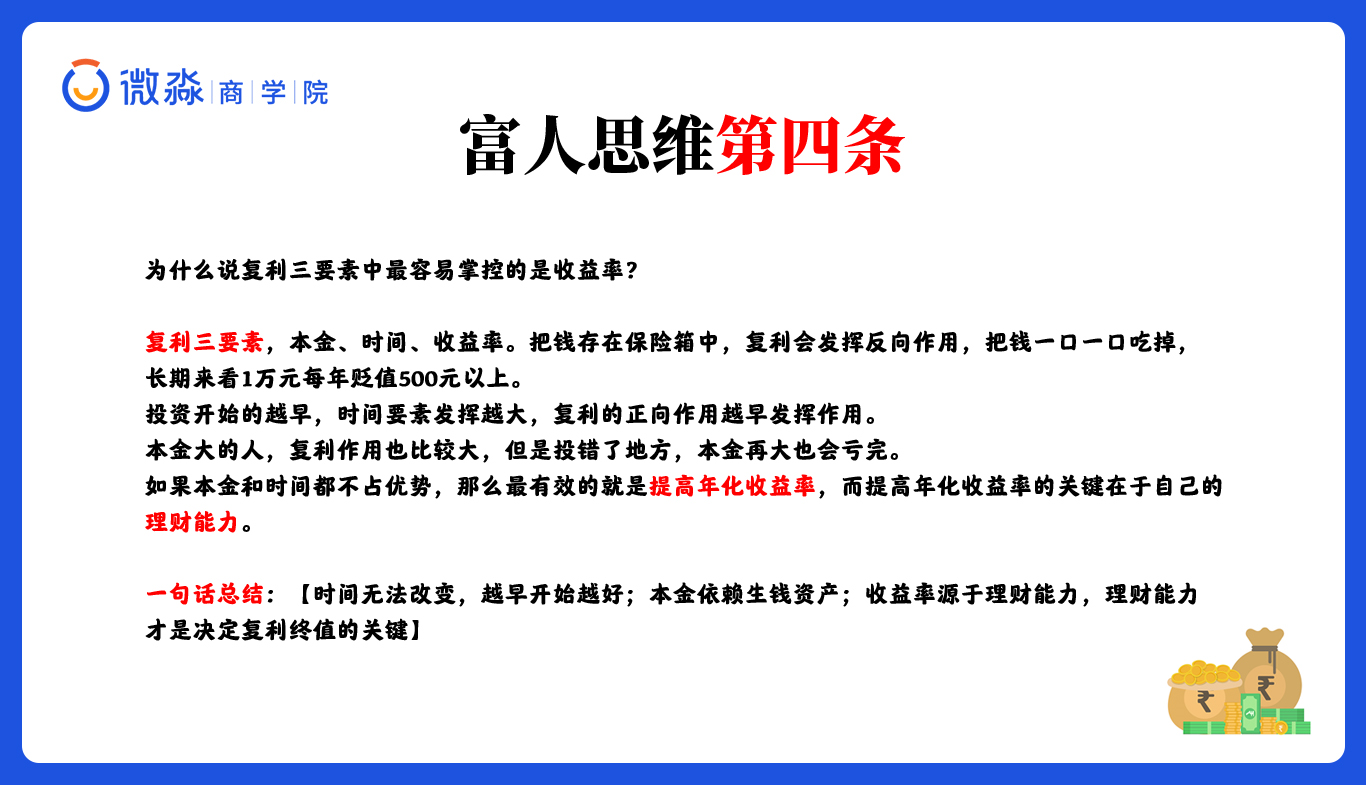 微淼|商|学|院
富人思维第四条
为什么说复利三要素中最容易掌控的是收益率？
复利三要素，本金、时间、收益率。把钱存在保险箱中，复利会发挥反向作用，把钱一口一口吃掉，
长期来看1万元每年贬值500元以上。
投资开始的越早，时间要素发挥越大，复利的正向作用越早发挥作用。
本金大的人，复利作用也比较大，但是投错了地方，本金再大也会亏完。
如果本金和时间都不占优势，那么最有效的就是提高年化收益率，而提高年化收益率的关键在于自己的
理财能力。
一句话总结：【时间无法改变，越早开始越好；本金依赖生钱资产；收益率源于理财能力，理财能力
才是决定复利终值的关键】
₹
₹